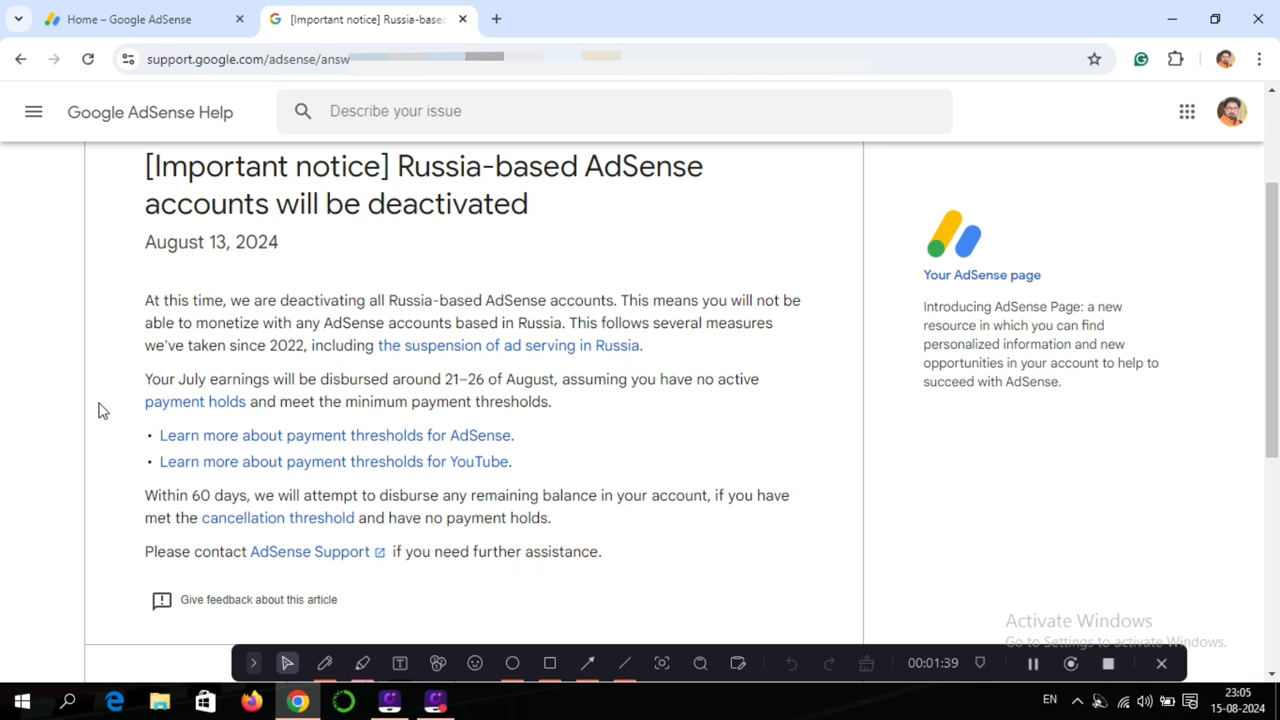 Home – Google AdSense
[Important notice] Russia-base
support.google.com/adsense/answ
Google AdSense Help
Describe your issue
[Important notice] Russia-based AdSense
accounts will be deactivated
August 13, 2024
At this time, we are deactivating all Russia-based AdSense accounts. This means you will not be
able to monetize with any AdSense accounts based in Russia. This follows several measures
we've taken since 2022, including the suspension of ad serving in Russia.
Your July earnings will be disbursed around 21–26 of August, assuming you have no active
payment holds and meet the minimum payment thresholds.
• Learn more about payment thresholds for AdSense.
• Learn more about payment thresholds for YouTube.
Within 60 days, we will attempt to disburse any remaining balance in your account, if you have
met the cancellation threshold and have no payment holds.
Please contact AdSense Support if you need further assistance.
Give feedback about this article
Your AdSense page
Introducing AdSense Page: a new
resource in which you can find
personalized information and new
opportunities in your account to help to
succeed with AdSense.
Activate Windows
Go to Settings to activate Windows.
00:01:39
EN
23:05
15-08-2024